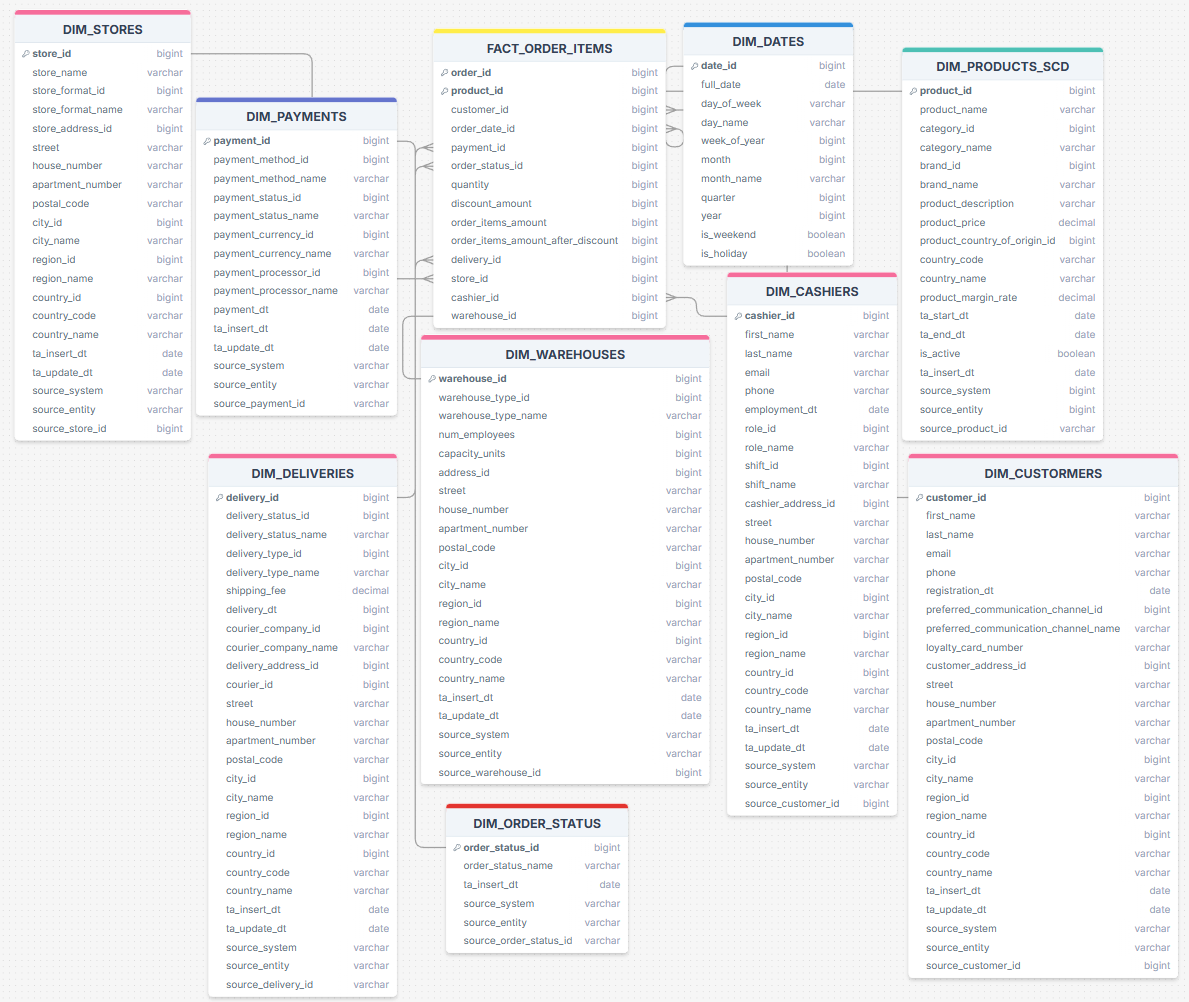 DIM_STORES
store_id bigint
store_name varchar
store_format_id bigint
store_format_name varchar
store_address_id bigint
street varchar
house_number varchar
apartment_number varchar
postal_code varchar
city_id bigint
city_name varchar
region_id bigint
region_name varchar
country_id bigint
country_code varchar
country_name varchar
ta_insert_dt date
ta_update_dt date
source_system varchar
source_entity varchar
source_store_id bigint
DIM_PAYMENTS
payment_id bigint
payment_method_id bigint
payment_method_name varchar
payment_status_id bigint
payment_status_name varchar
payment_currency_id bigint
payment_currency_name varchar
payment_processor_id bigint
payment_processor_name varchar
payment_dt date
ta_insert_dt date
ta_update_dt date
source_system varchar
source_entity varchar
source_payment_id varchar
FACT_ORDER_ITEMS
order_id bigint
product_id bigint
customer_id bigint
order_date_id bigint
payment_id bigint
order_status_id bigint
quantity bigint
discount_amount bigint
order_items_amount bigint
order_items_amount_after_discount bigint
delivery_id bigint
store_id bigint
cashier_id bigint
warehouse_id bigint
DIM_DATES
date_id bigint
full_date date
day_of_week varchar
day_name varchar
week_of_year bigint
month bigint
month_name varchar
quarter bigint
year bigint
is_weekend boolean
is_holiday boolean
DIM_PRODUCTS_SCD
product_id bigint
product_name varchar
category_id bigint
category_name varchar
brand_id bigint
brand_name varchar
product_description varchar
product_price decimal
product_country_of_origin_id bigint
country_code varchar
country_name varchar
product_margin_rate decimal
ta_start_dt date
ta_end_dt date
is_active boolean
ta_insert_dt date
source_system bigint
source_entity bigint
source_product_id varchar
DIM_WAREHOUSES
warehouse_id bigint
warehouse_type_id bigint
warehouse_type_name varchar
num_employees bigint
capacity_units bigint
address_id bigint
street varchar
house_number varchar
apartment_number varchar
postal_code varchar
city_id bigint
city_name varchar
region_id bigint
region_name varchar
country_id bigint
country_code varchar
country_name varchar
ta_insert_dt date
ta_update_dt date
source_system varchar
source_entity varchar
source_warehouse_id bigint
DIM_CASHIERS
cashier_id bigint
first_name varchar
last_name varchar
email varchar
phone varchar
employment_dt date
role_id bigint
role_name varchar
shift_id bigint
shift_name varchar
cashier_address_id bigint
street varchar
house_number varchar
apartment_number varchar
postal_code varchar
city_id bigint
city_name varchar
region_id bigint
region_name varchar
country_id bigint
country_code varchar
country_name varchar
ta_insert_dt date
ta_update_dt date
source_system varchar
source_entity varchar
source_customer_id bigint
DIM_DELIVERIES
delivery_id bigint
delivery_status_id bigint
delivery_status_name varchar
delivery_type_id bigint
delivery_type_name varchar
shipping_fee decimal
delivery_dt bigint
courier_company_id bigint
courier_company_name varchar
delivery_address_id bigint
courier_id bigint
street varchar
house_number varchar
apartment_number varchar
postal_code varchar
city_id bigint
city_name varchar
region_id bigint
region_name varchar
country_id bigint
country_code varchar
country_name varchar
ta_insert_dt date
ta_update_dt date
source_system varchar
source_entity varchar
source_delivery_id varchar
DIM_CUSTORMERS
customer_id bigint
first_name varchar
last_name varchar
email varchar
phone varchar
registration_dt date
preferred_communication_channel_id bigint
preferred_communication_channel_name varchar
loyalty_card_number varchar
customer_address_id bigint
street varchar
house_number varchar
apartment_number varchar
postal_code varchar
city_id bigint
city_name varchar
region_id bigint
region_name varchar
country_id bigint
country_code varchar
country_name varchar
ta_insert_dt date
ta_update_dt date
source_system varchar
source_entity varchar
source_customer_id bigint
DIM_ORDER_STATUS
order_status_id bigint
order_status_name varchar
ta_insert_dt date
source_system varchar
source_entity varchar
source_order_status_id varchar